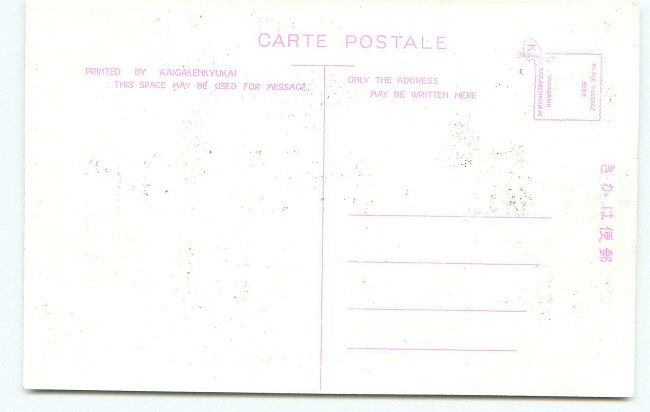 CARTE POSTALE
PRINTED BY KAIGAKENKYUKAI
THIS SPACE MAY BE USED FOR MESSAGE.
ONLY THE ADDRESS
MAY BE WRITTEN HERE
PLACE POSTAGE
HERE
きかは便郵